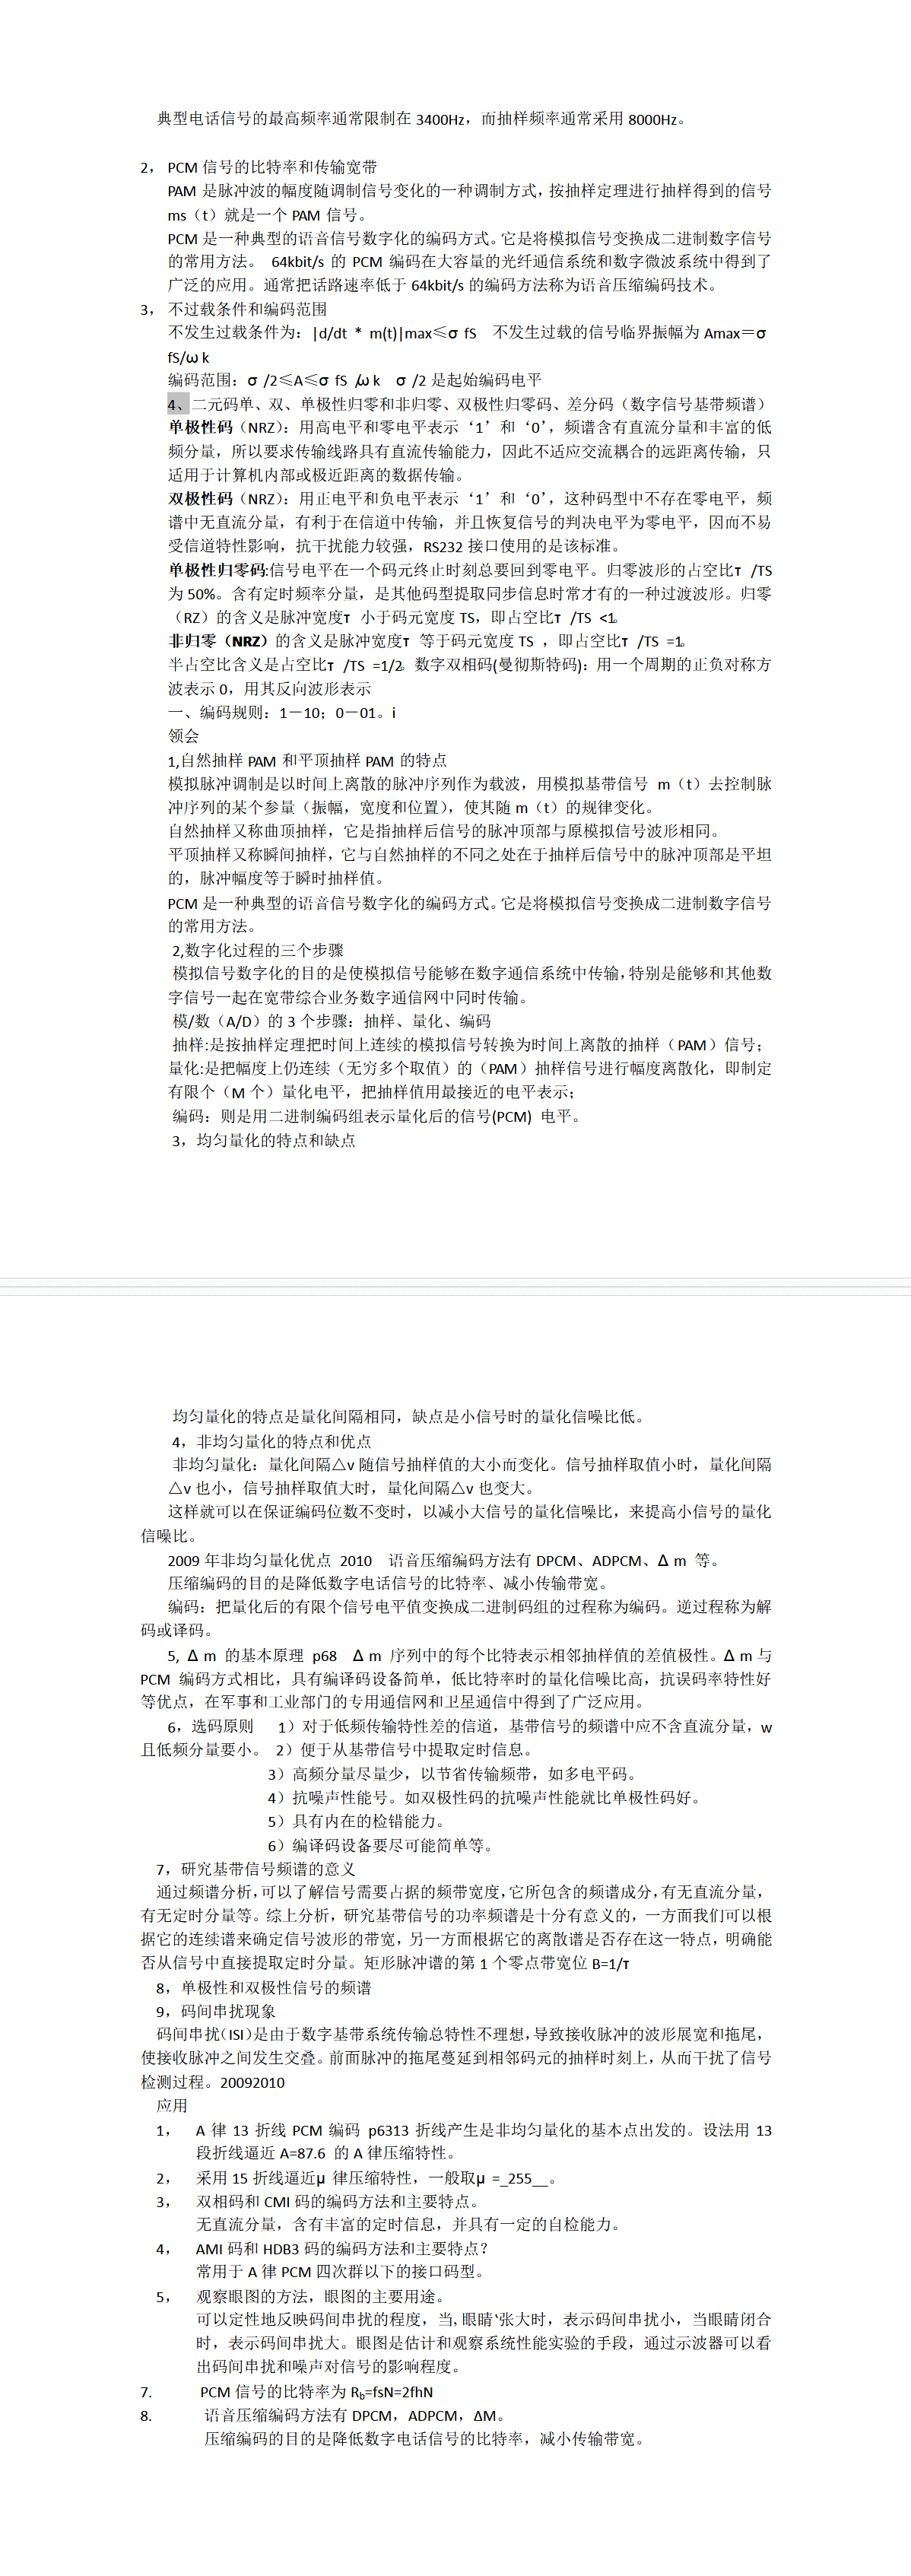 典型电话信号的最高频率通常限制在 3400Hz，而抽样频率通常采用 8000Hz。
2， PCM 信号的比特率和传输宽带
PAM 是脉冲波的幅度随调制信号变化的一种调制方式，按抽样定理进行抽样得到的信号
ms（t）就是一个 PAM 信号。
PCM 是一种典型的语音信号数字化的编码方式。它是将模拟信号变换成二进制数字信号
的常用方法。 64kbit/s 的 PCM 编码在大容量的光纤通信系统和数字微波系统中得到了
广泛的应用。通常把话路速率低于 64kbit/s 的编码方法称为语音压缩编码技术。
3， 不过载条件和编码范围
不发生过载条件为：|d/dt * m(t)|max≤σ fS 不发生过载的信号临界振幅为 Amax＝σ
fS/ω k
编码范围：σ /2≤A≤σ fS /ω k σ /2 是起始编码电平
4、二元码单、双、单极性归零和非归零、双极性归零码、差分码（数字信号基带频谱）
单极性码（NRZ）：用高电平和零电平表示‘1’和‘0’，频谱含有直流分量和丰富的低
频分量，所以要求传输线路具有直流传输能力，因此不适应交流耦合的远距离传输，只
适用于计算机内部或极近距离的数据传输。
双极性码（NRZ）：用正电平和负电平表示‘1’和‘0’，这种码型中不存在零电平，频
谱中无直流分量，有利于在信道中传输，并且恢复信号的判决电平为零电平，因而不易
受信道特性影响，抗干扰能力较强，RS232 接口使用的是该标准。
单极性归零码:信号电平在一个码元终止时刻总要回到零电平。归零波形的占空比τ /TS
为 50%。含有定时频率分量，是其他码型提取同步信息时常才有的一种过渡波形。归零
（RZ）的含义是脉冲宽度τ 小于码元宽度 TS，即占空比τ /TS <1。
非归零（NRZ）的含义是脉冲宽度τ 等于码元宽度 TS ，即占空比τ /TS =1。
半占空比含义是占空比τ /TS =1/2。数字双相码(曼彻斯特码)：用一个周期的正负对称方
波表示 0，用其反向波形表示
一、编码规则：1－10；0－01。i
领会
1,自然抽样 PAM 和平顶抽样 PAM 的特点
模拟脉冲调制是以时间上离散的脉冲序列作为载波，用模拟基带信号 m（t）去控制脉
冲序列的某个参量（振幅，宽度和位置），使其随 m（t）的规律变化。
自然抽样又称曲顶抽样，它是指抽样后信号的脉冲顶部与原模拟信号波形相同。
平顶抽样又称瞬间抽样，它与自然抽样的不同之处在于抽样后信号中的脉冲顶部是平坦
的，脉冲幅度等于瞬时抽样值。
PCM 是一种典型的语音信号数字化的编码方式。它是将模拟信号变换成二进制数字信号
的常用方法。
2,数字化过程的三个步骤
模拟信号数字化的目的是使模拟信号能够在数字通信系统中传输，特别是能够和其他数
字信号一起在宽带综合业务数字通信网中同时传输。
模/数（A/D）的 3 个步骤：抽样、量化、编码
抽样:是按抽样定理把时间上连续的模拟信号转换为时间上离散的抽样（PAM）信号；
量化:是把幅度上仍连续（无穷多个取值）的（PAM）抽样信号进行幅度离散化，即制定
有限个（M 个）量化电平，把抽样值用最接近的电平表示；
编码：则是用二进制编码组表示量化后的信号(PCM) 电平。
3，均匀量化的特点和缺点
均匀量化的特点是量化间隔相同，缺点是小信号时的量化信噪比低。
4，非均匀量化的特点和优点
非均匀量化：量化间隔△v 随信号抽样值的大小而变化。信号抽样取值小时，量化间隔
△v 也小，信号抽样取值大时，量化间隔△v 也变大。
这样就可以在保证编码位数不变时，以减小大信号的量化信噪比，来提高小信号的量化
信噪比。
2009 年非均匀量化优点 2010 语音压缩编码方法有 DPCM、ADPCM、Δ m 等。
压缩编码的目的是降低数字电话信号的比特率、减小传输带宽。
编码：把量化后的有限个信号电平值变换成二进制码组的过程称为编码。逆过程称为解
码或译码。
5, Δ m 的基本原理 p68 Δ m 序列中的每个比特表示相邻抽样值的差值极性。Δ m 与
PCM 编码方式相比，具有编译码设备简单，低比特率时的量化信噪比高，抗误码率特性好
等优点，在军事和工业部门的专用通信网和卫星通信中得到了广泛应用。
6，选码原则 1）对于低频传输特性差的信道，基带信号的频谱中应不含直流分量，w
且低频分量要小。 2）便于从基带信号中提取定时信息。
3）高频分量尽量少，以节省传输频带，如多电平码。
4）抗噪声性能号。如双极性码的抗噪声性能就比单极性码好。
5）具有内在的检错能力。
6）编译码设备要尽可能简单等。
7，研究基带信号频谱的意义
通过频谱分析，可以了解信号需要占据的频带宽度，它所包含的频谱成分，有无直流分量，
有无定时分量等。综上分析，研究基带信号的功率频谱是十分有意义的，一方面我们可以根
据它的连续谱来确定信号波形的带宽，另一方面根据它的离散谱是否存在这一特点，明确能
否从信号中直接提取定时分量。矩形脉冲谱的第 1 个零点带宽位 B=1/τ
8，单极性和双极性信号的频谱
9，码间串扰现象
码间串扰（ISI）是由于数字基带系统传输总特性不理想，导致接收脉冲的波形展宽和拖尾，
使接收脉冲之间发生交叠。前面脉冲的拖尾蔓延到相邻码元的抽样时刻上，从而干扰了信号
检测过程。20092010
应用
1， A 律 13 折线 PCM 编码 p6313 折线产生是非均匀量化的基本点出发的。设法用 13
段折线逼近 A=87.6 的 A 律压缩特性。
2， 采用 15 折线逼近μ 律压缩特性，一般取μ =_255__。
3， 双相码和 CMI 码的编码方法和主要特点。
无直流分量，含有丰富的定时信息，并具有一定的自检能力。
4， AMI 码和 HDB3 码的编码方法和主要特点？
常用于 A 律 PCM 四次群以下的接口码型。
5， 观察眼图的方法，眼图的主要用途。
可以定性地反映码间串扰的程度，当，眼睛‘张大时，表示码间串扰小，当眼睛闭合
时，表示码间串扰大。眼图是估计和观察系统性能实验的手段，通过示波器可以看
出码间串扰和噪声对信号的影响程度。
7. PCM 信号的比特率为 Rb=fsN=2fhN
8. 语音压缩编码方法有 DPCM，ADPCM，ΔM。
压缩编码的目的是降低数字电话信号的比特率，减小传输带宽。